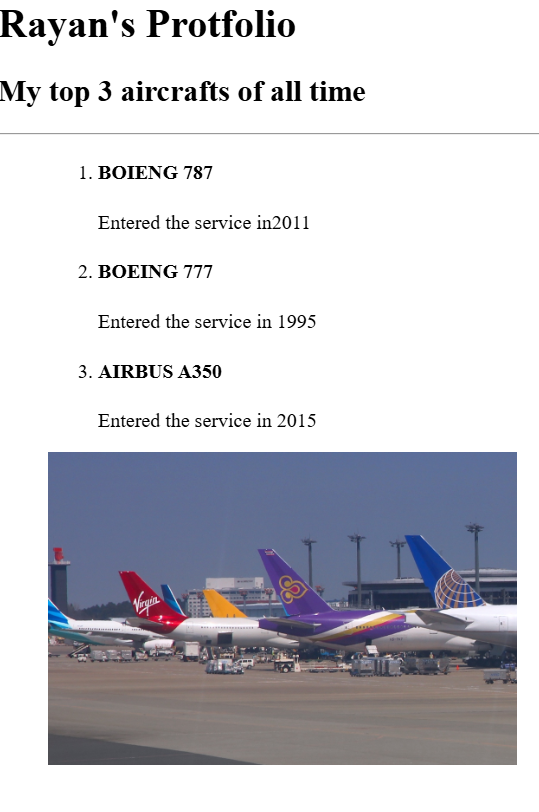 Rayan's Protfolio
My top 3 aircrafts of all time
1. BOIENG 787
Entered the service in2011
2. BOEING 777
Entered the service in 1995
3. AIRBUS A350
Entered the service in 2015
Virgin